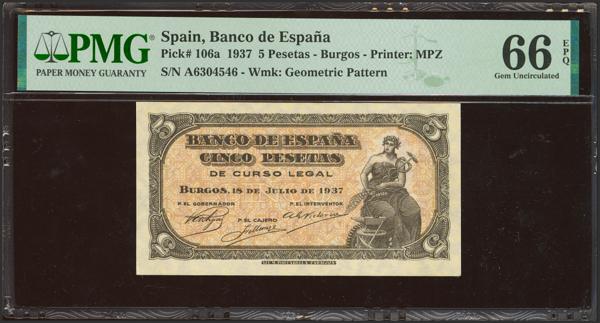 PMG
PAPER MONEY GUARANTY
Spain, Banco de España
Pick# 106a 1937 5 Pesetas - Burgos - Printer: MPZ
S/N A6304546 - Wmk: Geometric Pattern
66 EPQ
Gem Uncirculated
5 5
BANCO DE ESPAÑA
CINCO PESETAS
DE CURSO LEGAL
BURGOS, 18 DE JULIO DE 1937
P. EL GOBERNADOR P. EL INTERVENTOR
P. EL CAJERO
5 5